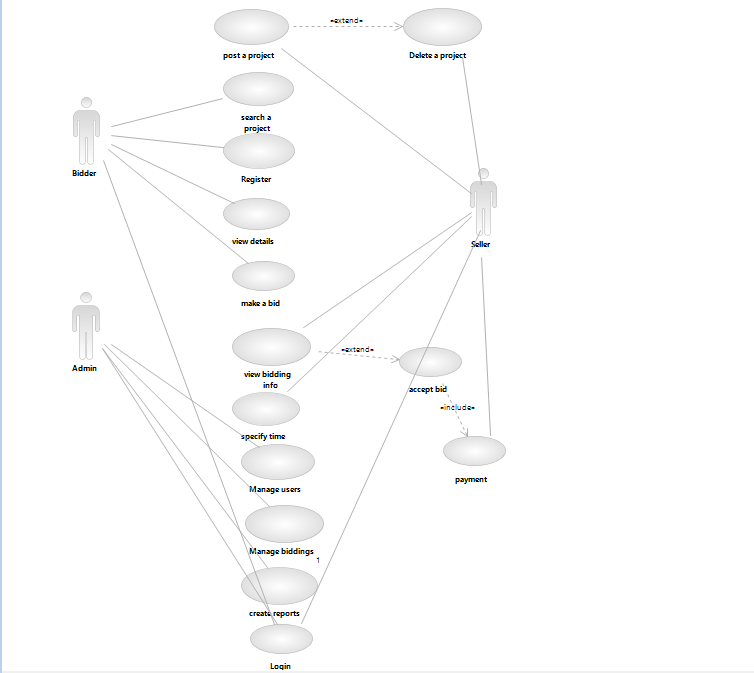 «extend»
post a project
Delete a project
search a
project
Bidder
Register
view details
Seller
make a bid
«extend»
Admin
view bidding
info
accept bid
«include»
specify time
payment
Manage users
Manage biddings
1
create reports
Login